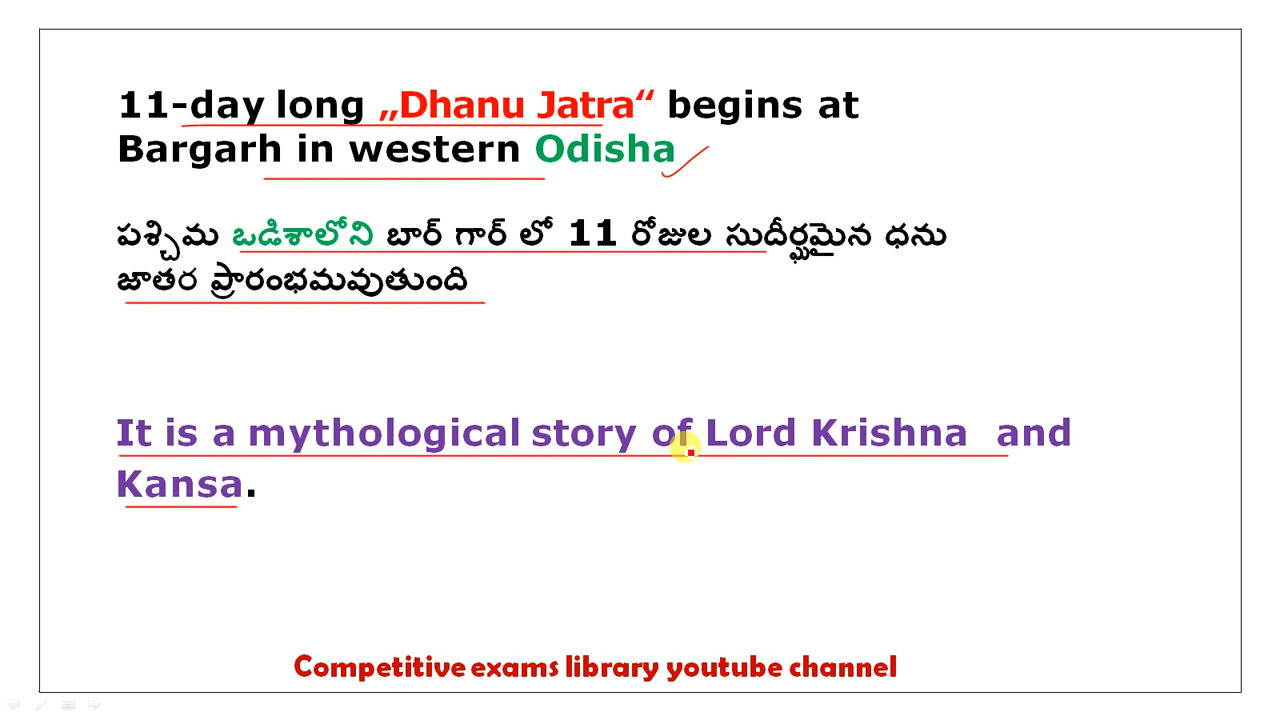 11-day long „Dhanu Jatra“ begins at
Bargarh in western Odisha
పశ్చిమ ఒడిశాలోని బార్ గార్ లో 11 రోజుల సుదీర్ఘమైన ధను
జాతర ప్రారంభమవుతుంది
It is a mythological story of Lord Krishna and
Kansa.
Competitive exams library youtube channel